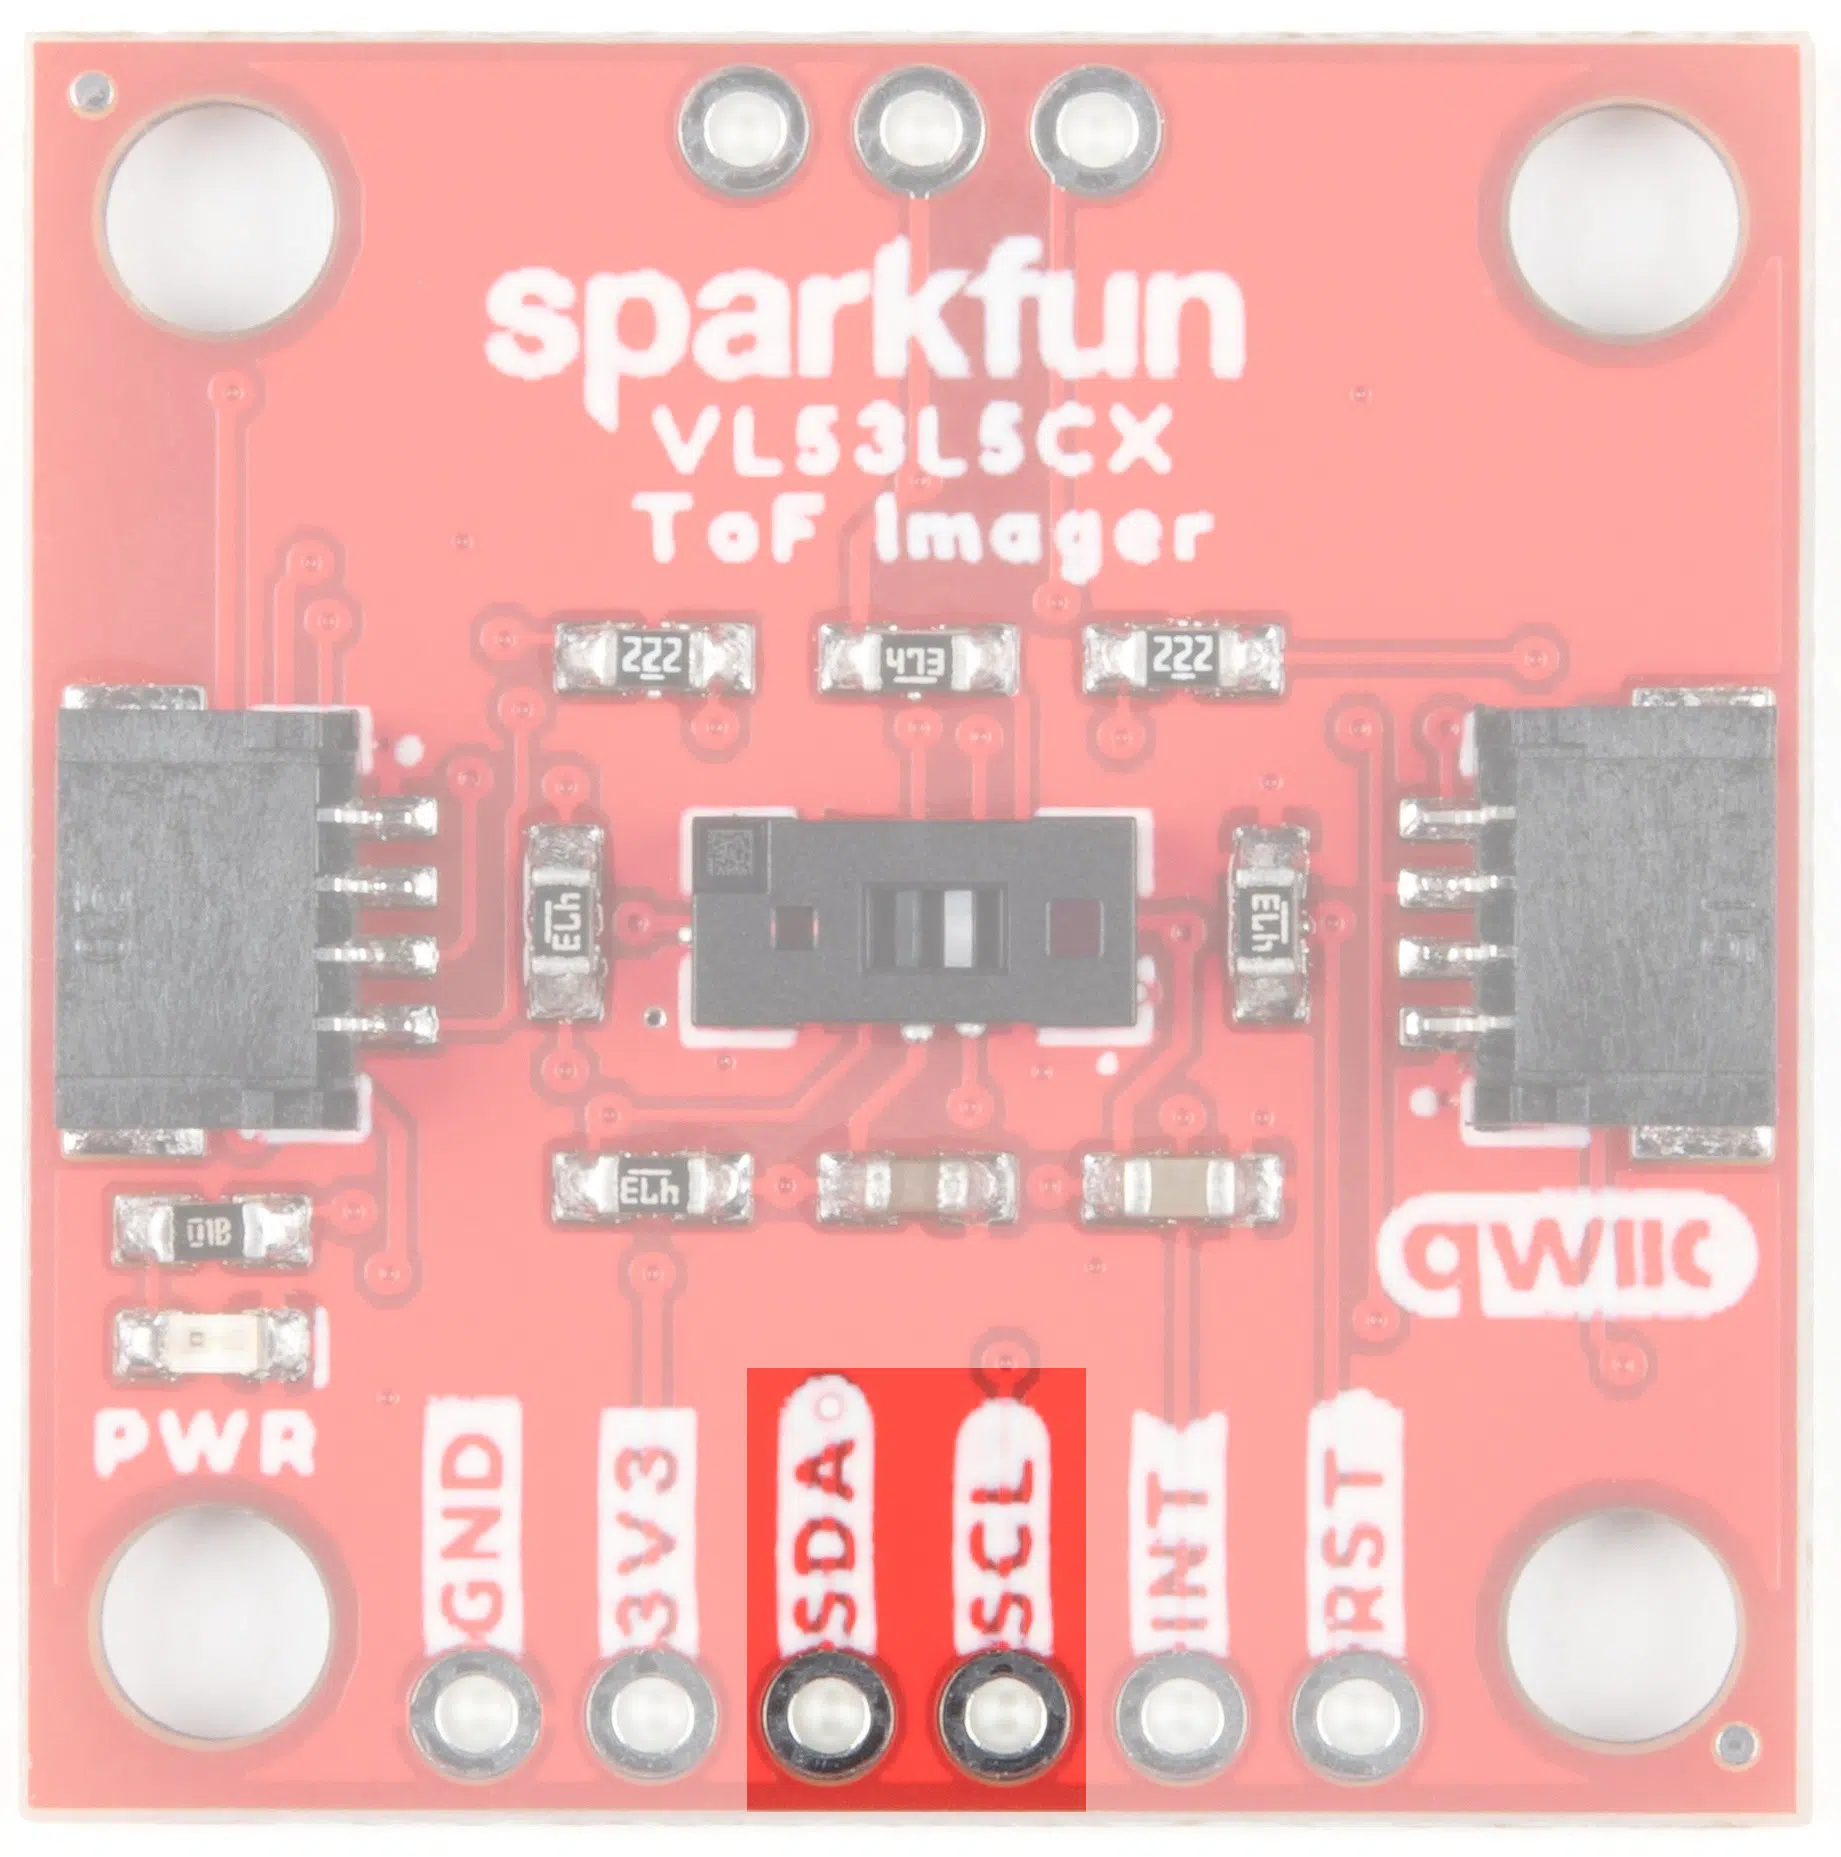 sparkfun
VL53L5CX
ToF Imager
222
473
222
473
473
473
01B
qwiic
PWR
GND
3V3
SDA
SCL
INT
RST